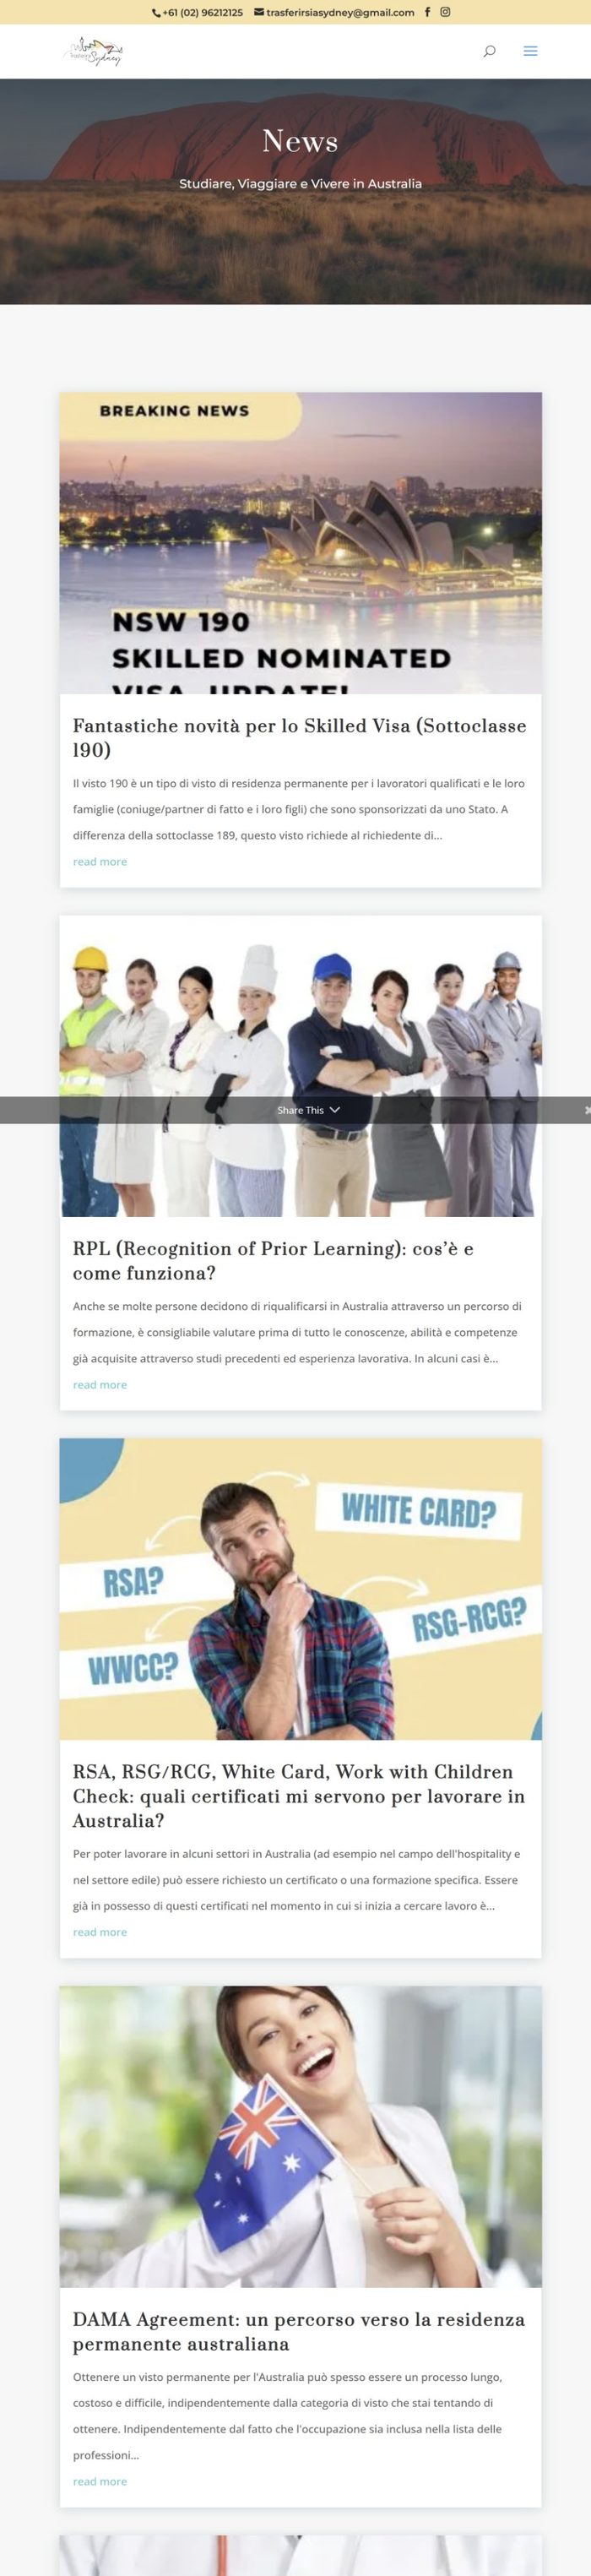 +61 (02) 96212125 trasferirsiasydney@gmail.com
Trasferirsi a
Sydney
News
Studiare, Viaggiare e Vivere in Australia
BREAKING NEWS
NSW 190
SKILLED NOMINATED
VISA UPDATE!
Fantastiche novità per lo Skilled Visa (Sottoclasse
190)
Il visto 190 è un tipo di visto di residenza permanente per i lavoratori qualificati e le loro
famiglie (coniuge/partner di fatto e i loro figli) che sono sponsorizzati da uno Stato. A
differenza della sottoclasse 189, questo visto richiede al richiedente di...
read more
Share This
RPL (Recognition of Prior Learning): cos’è e
come funziona?
Anche se molte persone decidono di riqualificarsi in Australia attraverso un percorso di
formazione, è consigliabile valutare prima di tutto le conoscenze, abilità e competenze
già acquisite attraverso studi precedenti ed esperienza lavorativa. In alcuni casi è...
read more
WHITE CARD?
RSA?
RSG-RCG?
WWCC?
RSA, RSG/RCG, White Card, Work with Children
Check: quali certificati mi servono per lavorare in
Australia?
Per poter lavorare in alcuni settori in Australia (ad esempio nel campo dell'hospitality e
nel settore edile) può essere richiesto un certificato o una formazione specifica. Essere
già in possesso di questi certificati nel momento in cui si inizia a cercare lavoro è...
read more
DAMA Agreement: un percorso verso la residenza
permanente australiana
Ottenere un visto permanente per l'Australia può spesso essere un processo lungo,
costoso e difficile, indipendentemente dalla categoria di visto che stai tentando di
ottenere. Indipendentemente dal fatto che l'occupazione sia inclusa nella lista delle
professioni...
read more